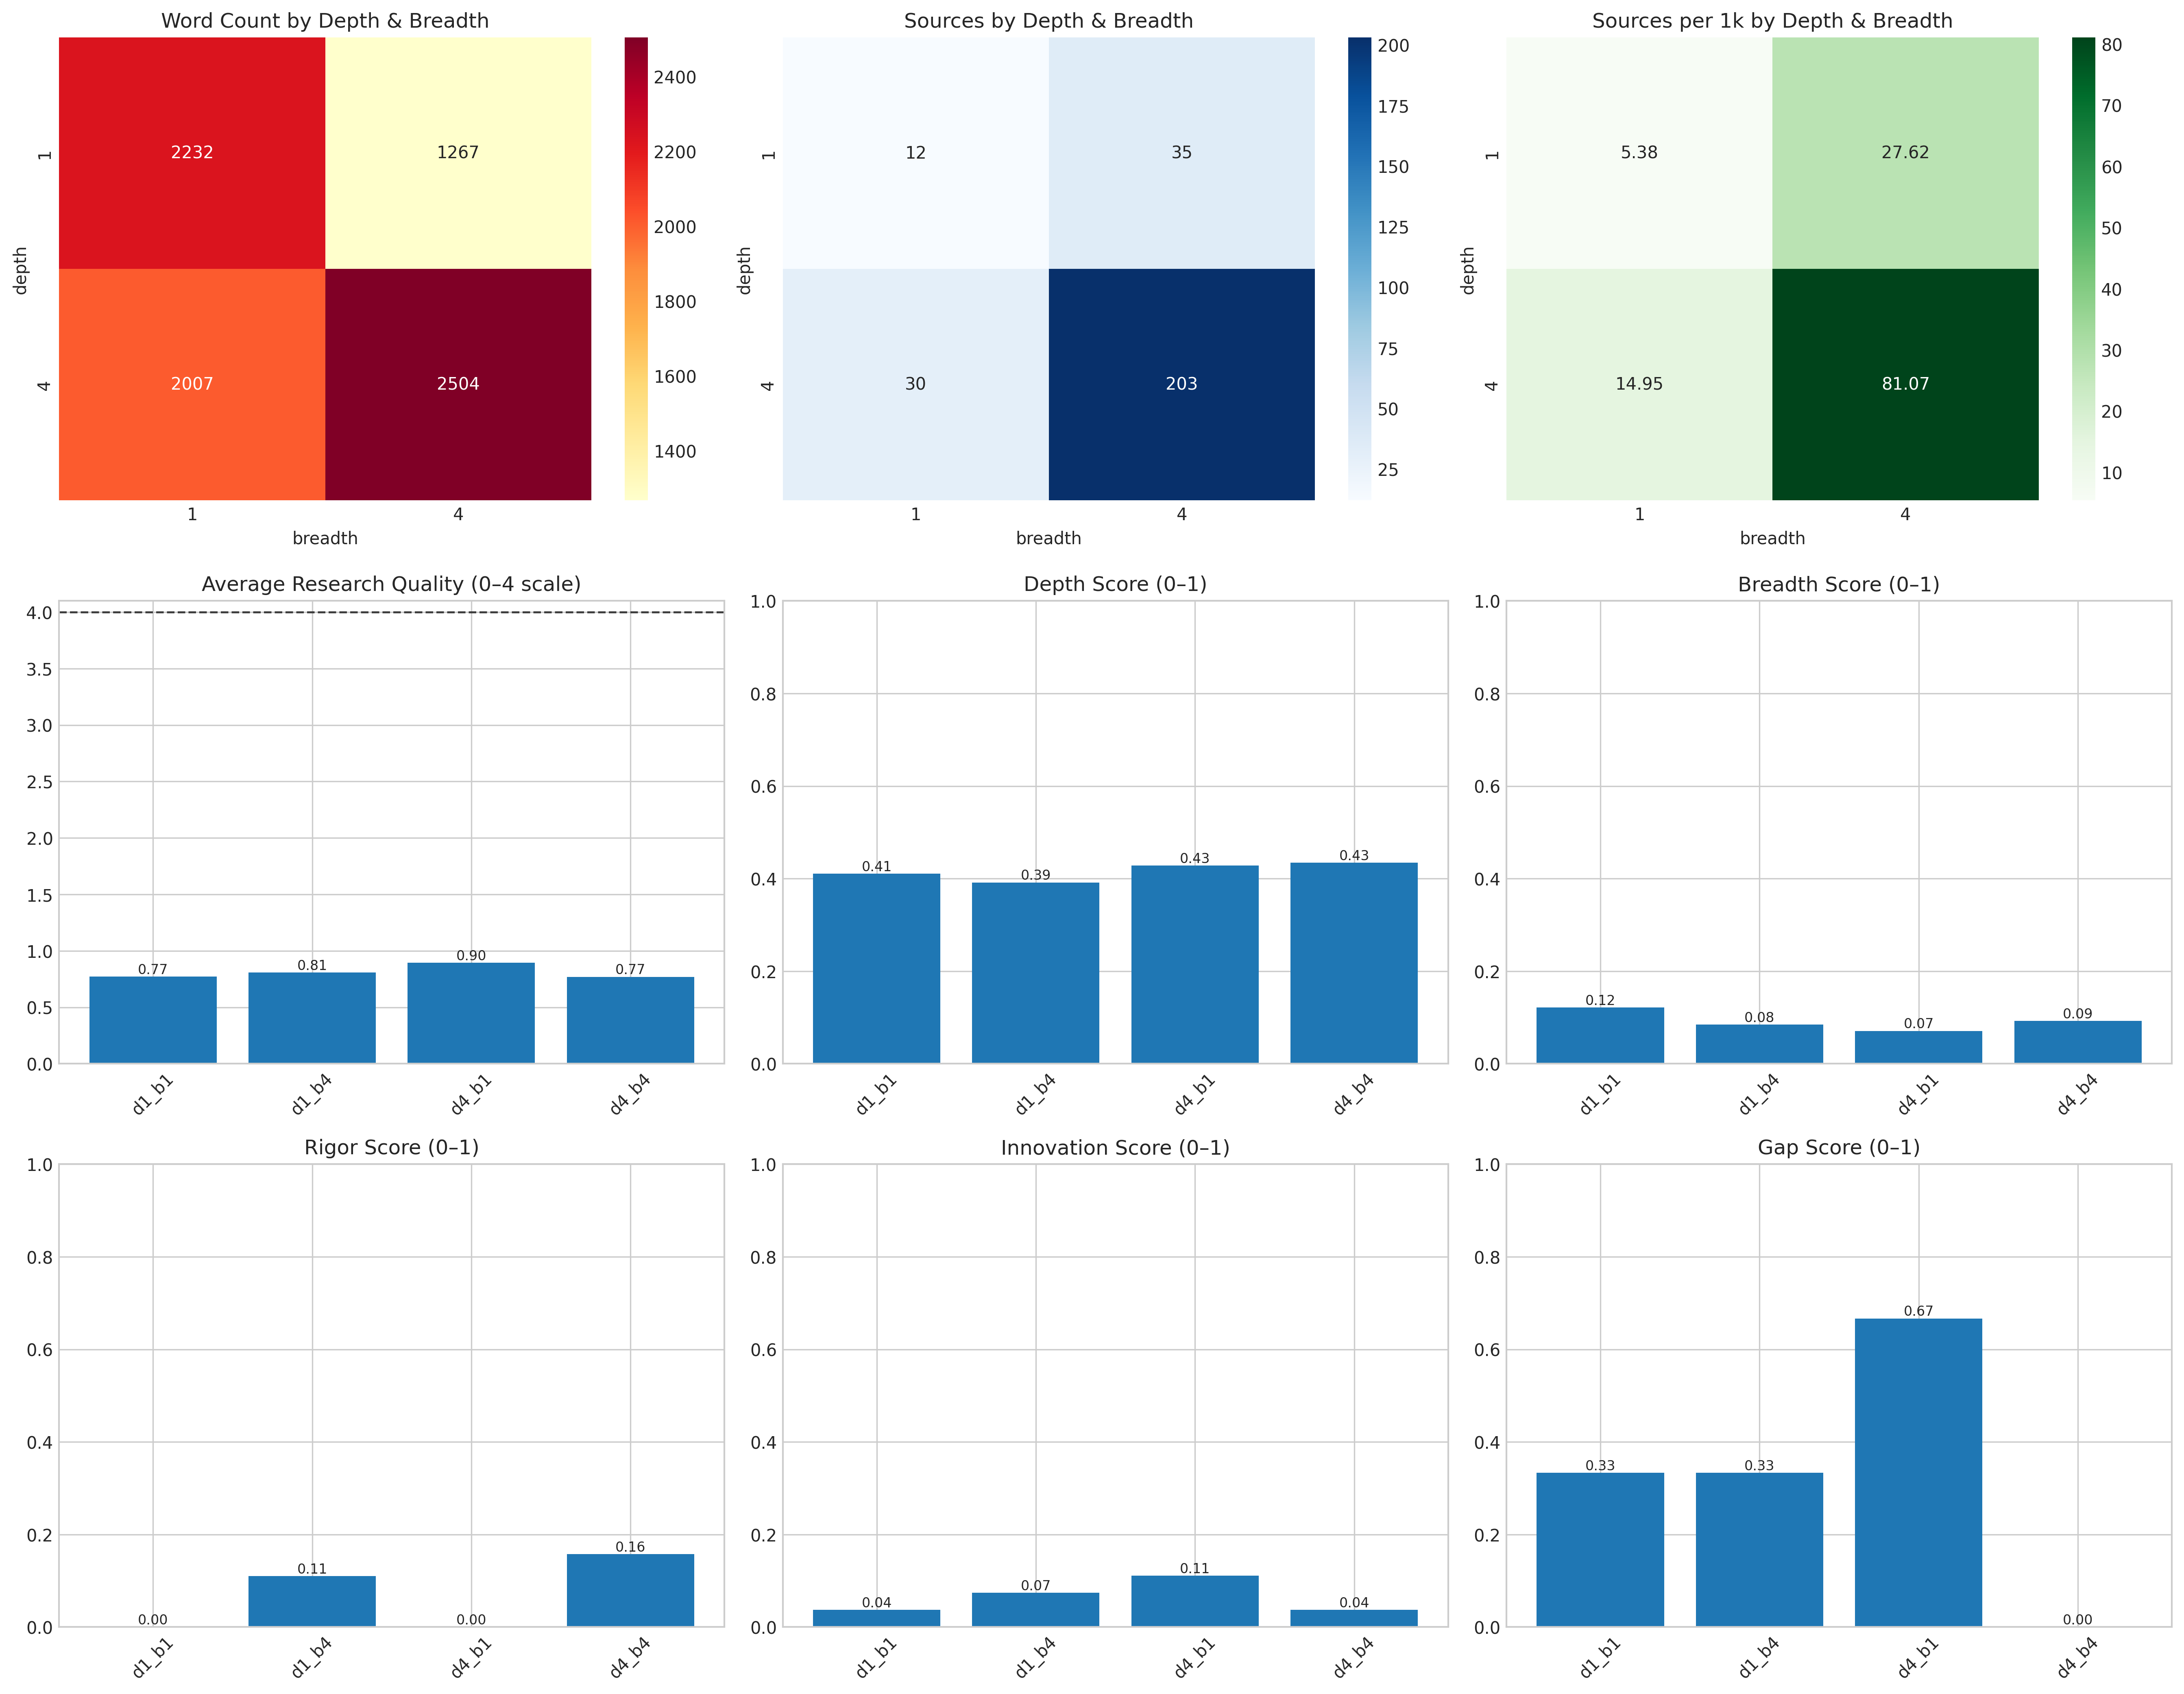 Word Count by Depth & Breadth
2232
1267
2007
2504
1
4
depth
1
4
breadth
2400
2200
2000
1800
1600
1400
Sources by Depth & Breadth
12
35
30
203
1
4
depth
1
4
breadth
200
175
150
125
100
75
50
25
Sources per 1k by Depth & Breadth
5.38
27.62
14.95
81.07
1
4
depth
1
4
breadth
80
70
60
50
40
30
20
10
Average Research Quality (0–4 scale)
4.0
3.5
3.0
2.5
2.0
1.5
1.0
0.5
0.0
0.77
0.81
0.90
0.77
d1_b1
d1_b4
d4_b1
d4_b4
Depth Score (0–1)
1.0
0.8
0.6
0.4
0.2
0.0
0.41
0.39
0.43
0.43
d1_b1
d1_b4
d4_b1
d4_b4
Breadth Score (0–1)
1.0
0.8
0.6
0.4
0.2
0.0
0.12
0.08
0.07
0.09
d1_b1
d1_b4
d4_b1
d4_b4
Rigor Score (0–1)
1.0
0.8
0.6
0.4
0.2
0.0
0.00
0.11
0.00
0.16
d1_b1
d1_b4
d4_b1
d4_b4
Innovation Score (0–1)
1.0
0.8
0.6
0.4
0.2
0.0
0.04
0.07
0.11
0.04
d1_b1
d1_b4
d4_b1
d4_b4
Gap Score (0–1)
1.0
0.8
0.6
0.4
0.2
0.0
0.33
0.33
0.67
0.00
d1_b1
d1_b4
d4_b1
d4_b4